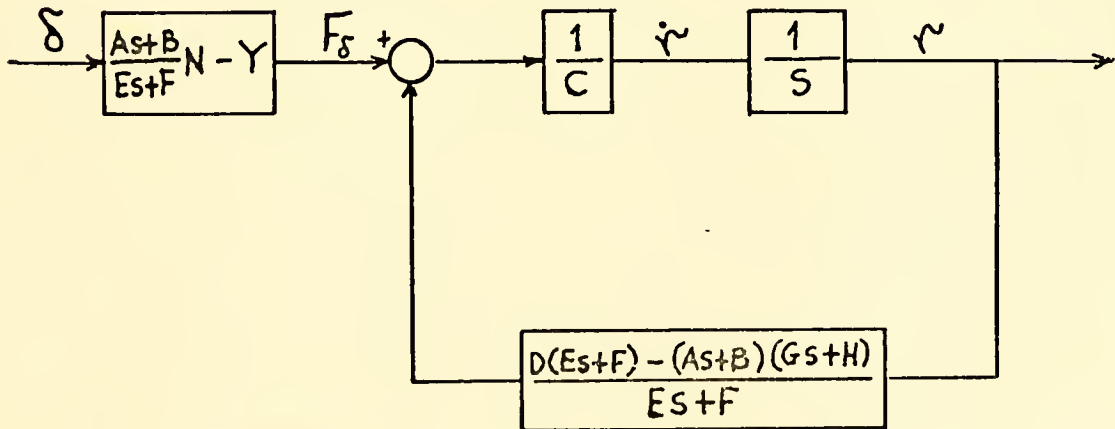 δ
As+B
Es+F
N - Y
F_δ
+
1
C
ṙ
1
S
r
D(Es+F) - (As+B)(Gs+H)
Es+F